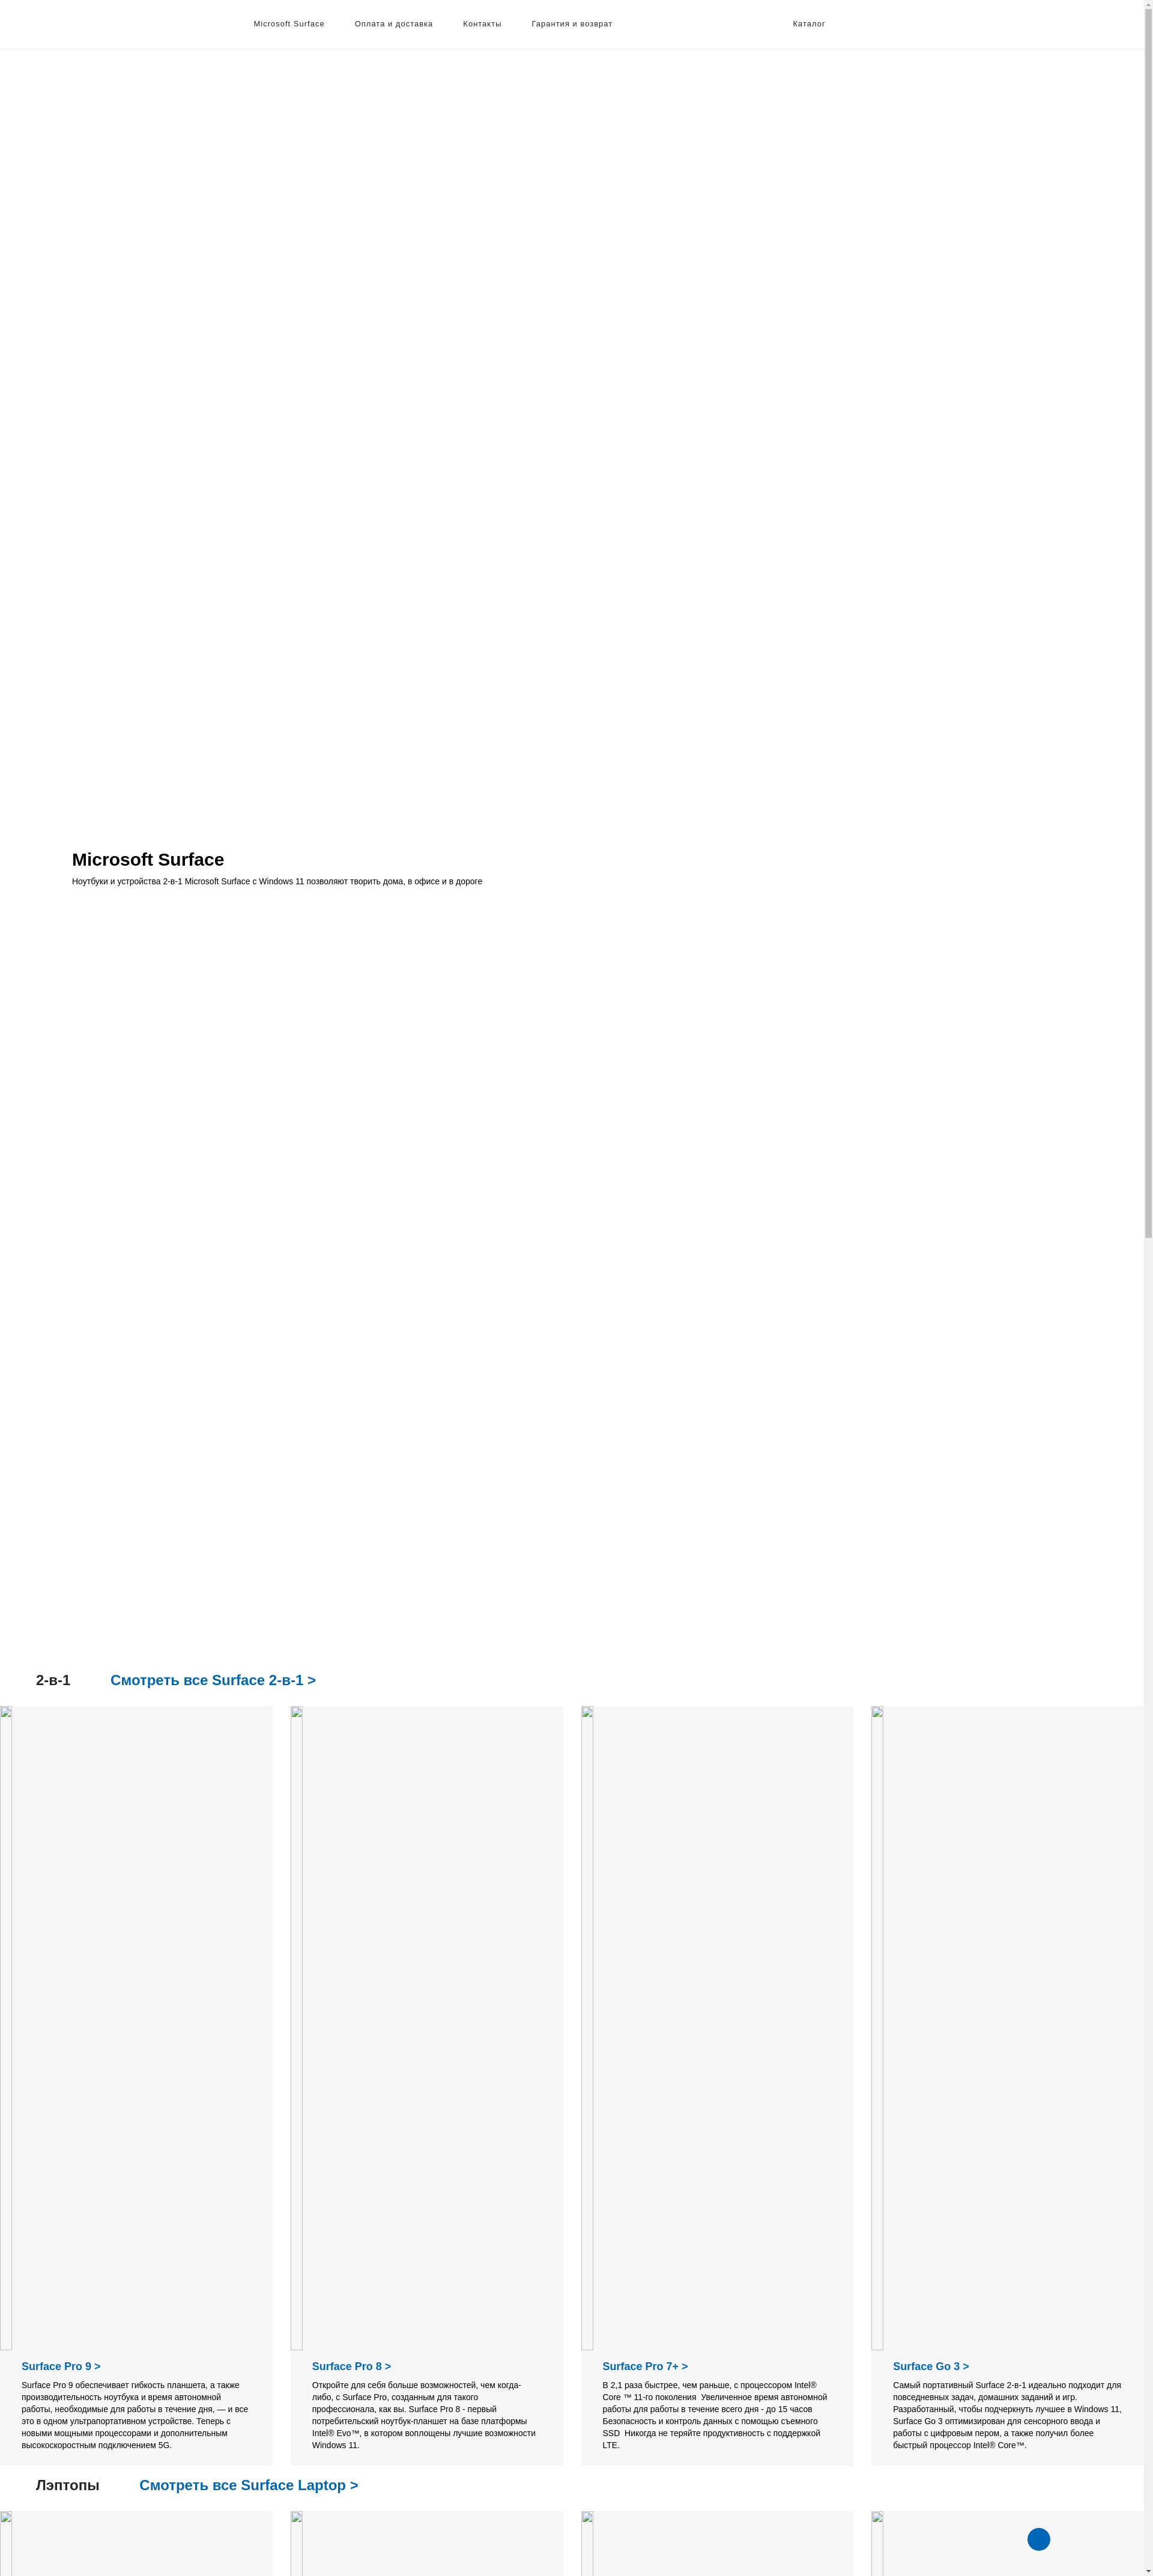 Microsoft Surface
Оплата и доставка
Контакты
Гарантия и возврат
Каталог
Microsoft Surface
Ноутбуки и устройства 2-в-1 Microsoft Surface с Windows 11 позволяют творить дома, в офисе и в дороге
2-в-1
Смотреть все Surface 2-в-1 >
Surface Pro 9 >
Surface Pro 9 обеспечивает гибкость планшета, а также
производительность ноутбука и время автономной
работы, необходимые для работы в течение дня, — и все
это в одном ультрапортативном устройстве. Теперь с
новыми мощными процессорами и дополнительным
высокоскоростным подключением 5G.
Surface Pro 8 >
Откройте для себя больше возможностей, чем когда-
либо, с Surface Pro, созданным для такого
профессионала, как вы. Surface Pro 8 - первый
потребительский ноутбук-планшет на базе платформы
Intel® Evo™, в котором воплощены лучшие возможности
Windows 11.
Surface Pro 7+ >
В 2,1 раза быстрее, чем раньше, с процессором Intel®
Core ™ 11-го поколения  Увеличенное время автономной
работы для работы в течение всего дня - до 15 часов
Безопасность и контроль данных с помощью съемного
SSD  Никогда не теряйте продуктивность с поддержкой
LTE.
Surface Go 3 >
Самый портативный Surface 2-в-1 идеально подходит для
повседневных задач, домашних заданий и игр.
Разработанный, чтобы подчеркнуть лучшее в Windows 11,
Surface Go 3 оптимизирован для сенсорного ввода и
работы с цифровым пером, а также получил более
быстрый процессор Intel® Core™.
Лэптопы
Смотреть все Surface Laptop >